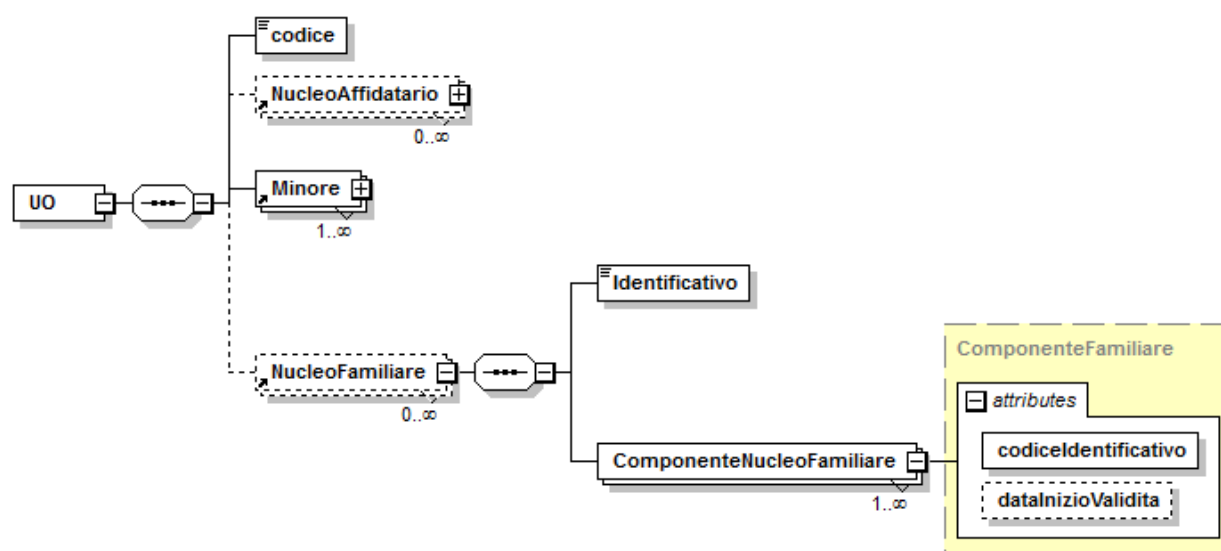 codice
NucleoAffidatario
0..∞
UO
Minore
1..∞
Identificativo
ComponenteFamiliare
NucleoFamiliare
attributes
0..∞
codiceIdentificativo
ComponenteNucleoFamiliare
1..∞
dataInizioValidita